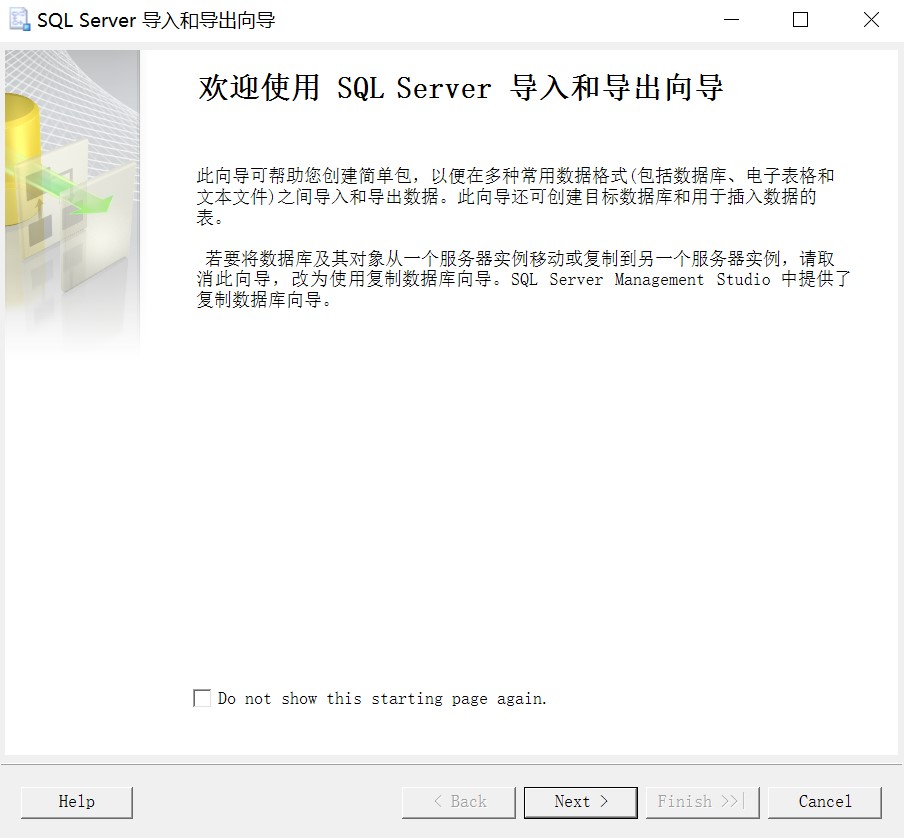 SQL Server 导入和导出向导
欢迎使用 SQL Server 导入和导出向导
此向导可帮助您创建简单包，以便在多种常用数据格式(包括数据库、电子表格和
文本文件)之间导入和导出数据。此向导还可创建目标数据库和用于插入数据的
表。
若要将数据库及其对象从一个服务器实例移动或复制到另一个服务器实例，请取
消此向导，改为使用复制数据库向导。SQL Server Management Studio 中提供了
复制数据库向导。
Do not show this starting page again.
Help
< Back
Next >
Finish >>|
Cancel